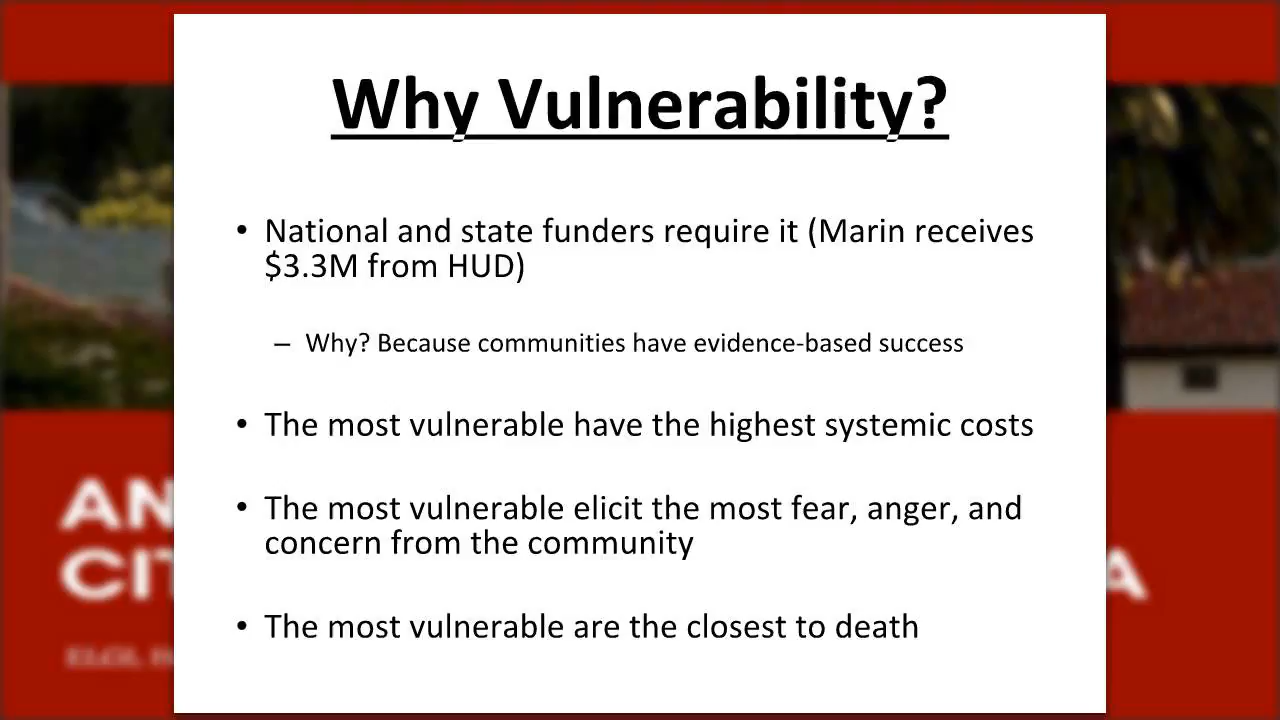 Why Vulnerability?
• National and state funders require it (Marin receives
$3.3M from HUD)
– Why? Because communities have evidence-based success
• The most vulnerable have the highest systemic costs
• The most vulnerable elicit the most fear, anger, and
concern from the community
• The most vulnerable are the closest to death
AN
CIT
A